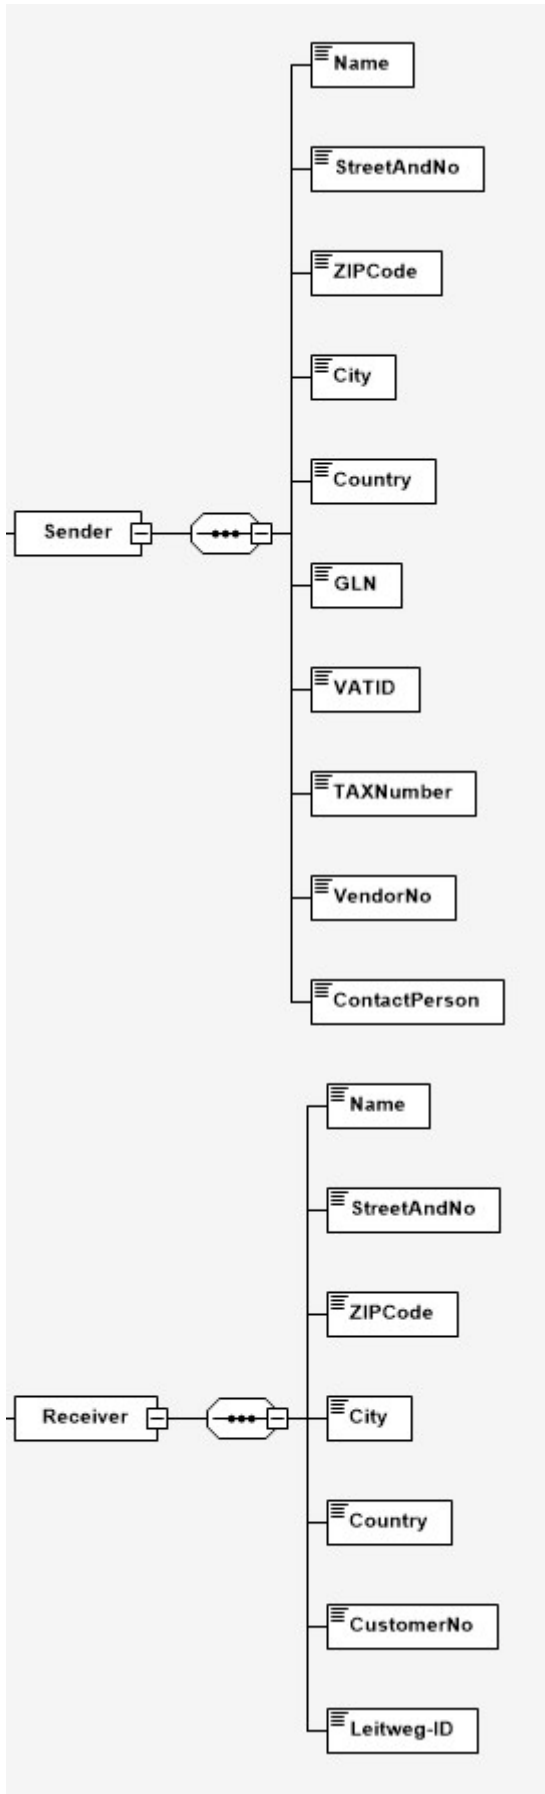 Name
StreetAndNo
ZIPCode
City
Country
Sender
GLN
VATID
TAXNumber
VendorNo
ContactPerson
Name
StreetAndNo
ZIPCode
Receiver
City
Country
CustomerNo
Leitweg-ID